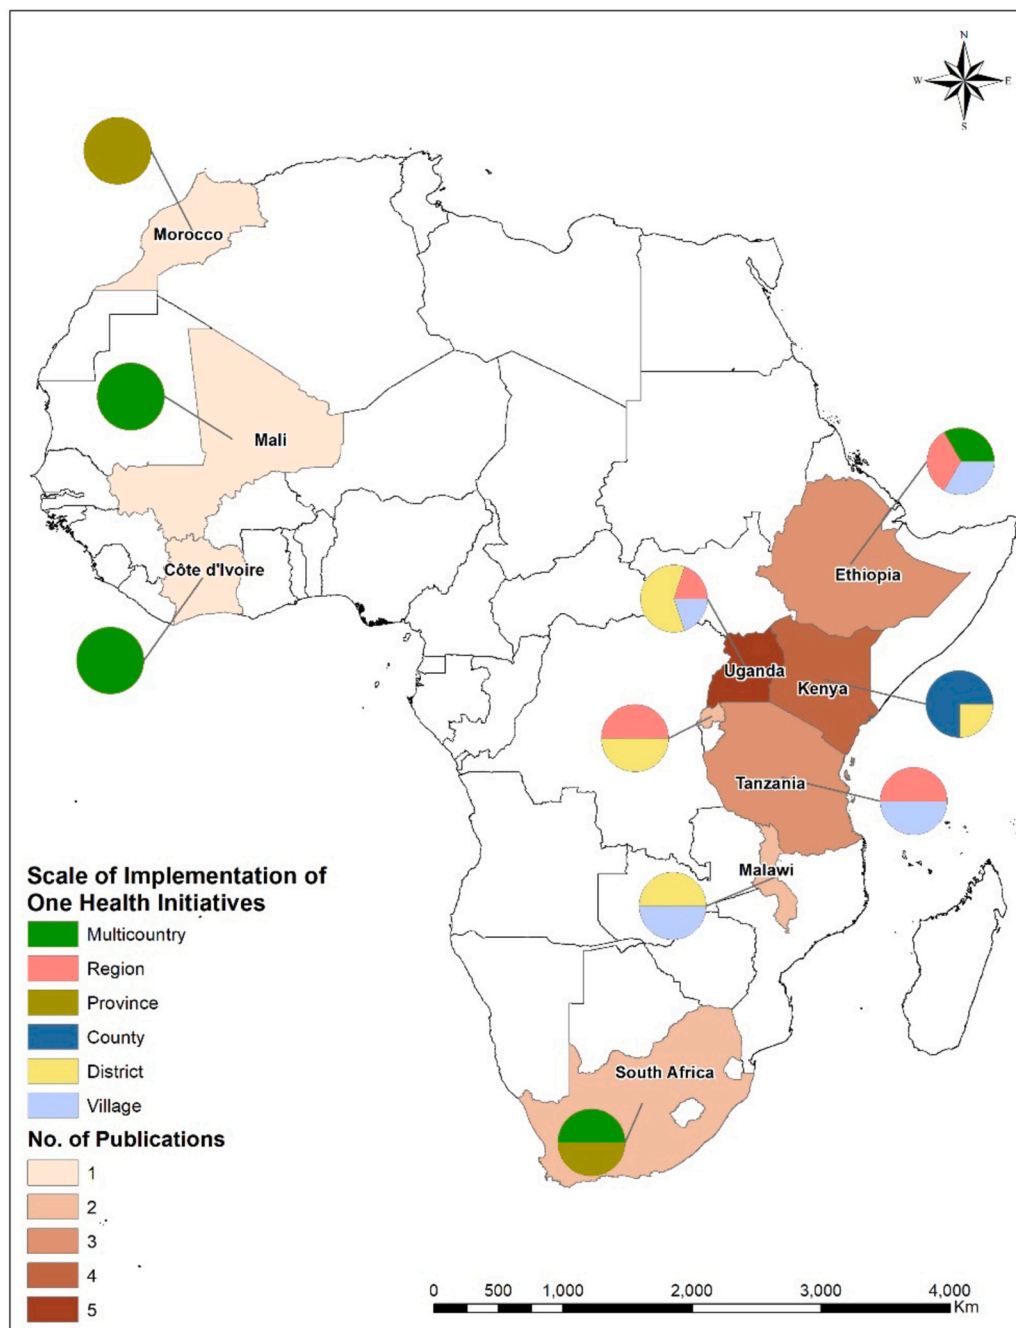 N
W
E
S
Morocco
Mali
Côte d'Ivoire
Ethiopia
Uganda
Kenya
Tanzania
Malawi
South Africa
Scale of Implementation of
One Health Initiatives
Multicountry
Region
Province
County
District
Village
No. of Publications
1
2
3
4
5
0 500 1,000 2,000 3,000 4,000
Km